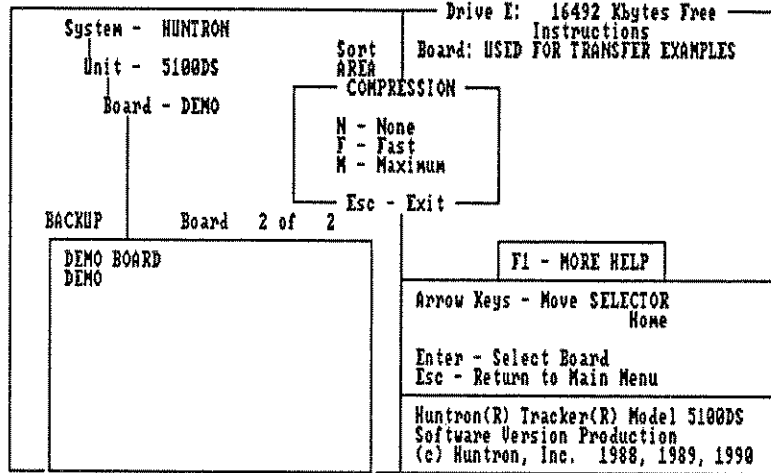 System - HUNTRON
Unit - 5100DS
Board - DEMO
Sort
AREA
Drive E: 16492 Kbytes Free
Instructions
Board: USED FOR TRANSFER EXAMPLES
COMPRESSION
N - None
F - Fast
M - Maximum
Esc - Exit
BACKUP Board 2 of 2
DEMO BOARD
DEMO
F1 - MORE HELP
Arrow Keys - Move SELECTOR
Home
Enter - Select Board
Esc - Return to Main Menu
Huntron(R) Tracker(R) Model 5100DS
Software Version Production
(c) Huntron, Inc. 1988, 1989, 1990